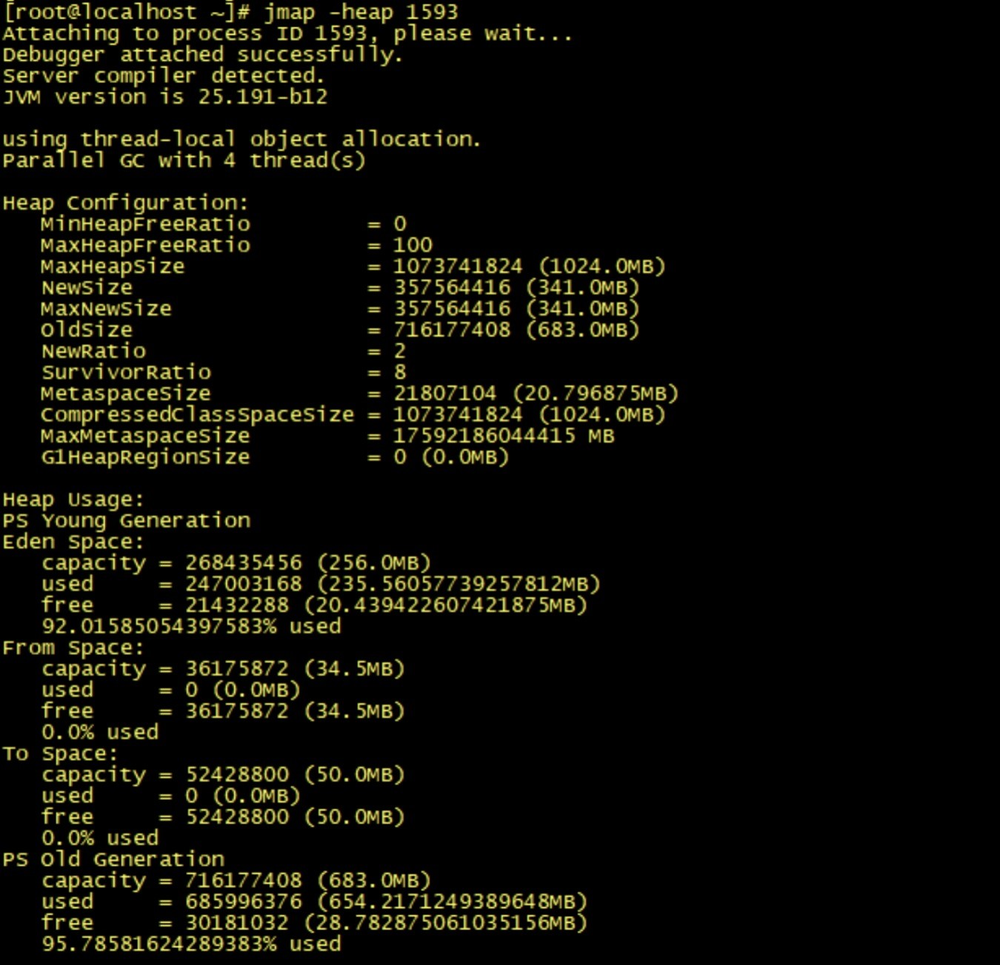 [root@localhost ~]# jmap -heap 1593
Attaching to process ID 1593, please wait...
Debugger attached successfully.
Server compiler detected.
JVM version is 25.191-b12
using thread-local object allocation.
Parallel GC with 4 thread(s)
Heap Configuration:
MinHeapFreeRatio = 0
MaxHeapFreeRatio = 100
MaxHeapSize = 1073741824 (1024.0MB)
NewSize = 357564416 (341.0MB)
MaxNewSize = 357564416 (341.0MB)
OldSize = 716177408 (683.0MB)
NewRatio = 2
SurvivorRatio = 8
MetaspaceSize = 21807104 (20.796875MB)
CompressedClassSpaceSize = 1073741824 (1024.0MB)
MaxMetaspaceSize = 17592186044415 MB
G1HeapRegionSize = 0 (0.0MB)
Heap Usage:
PS Young Generation
Eden Space:
capacity = 268435456 (256.0MB)
used = 247003168 (235.56057739257812MB)
free = 21432288 (20.439422607421875MB)
92.01585054397583% used
From Space:
capacity = 36175872 (34.5MB)
used = 0 (0.0MB)
free = 36175872 (34.5MB)
0.0% used
To Space:
capacity = 52428800 (50.0MB)
used = 0 (0.0MB)
free = 52428800 (50.0MB)
0.0% used
PS Old Generation
capacity = 716177408 (683.0MB)
used = 685996376 (654.2171249389648MB)
free = 30181032 (28.782875061035156MB)
95.78581624289383% used